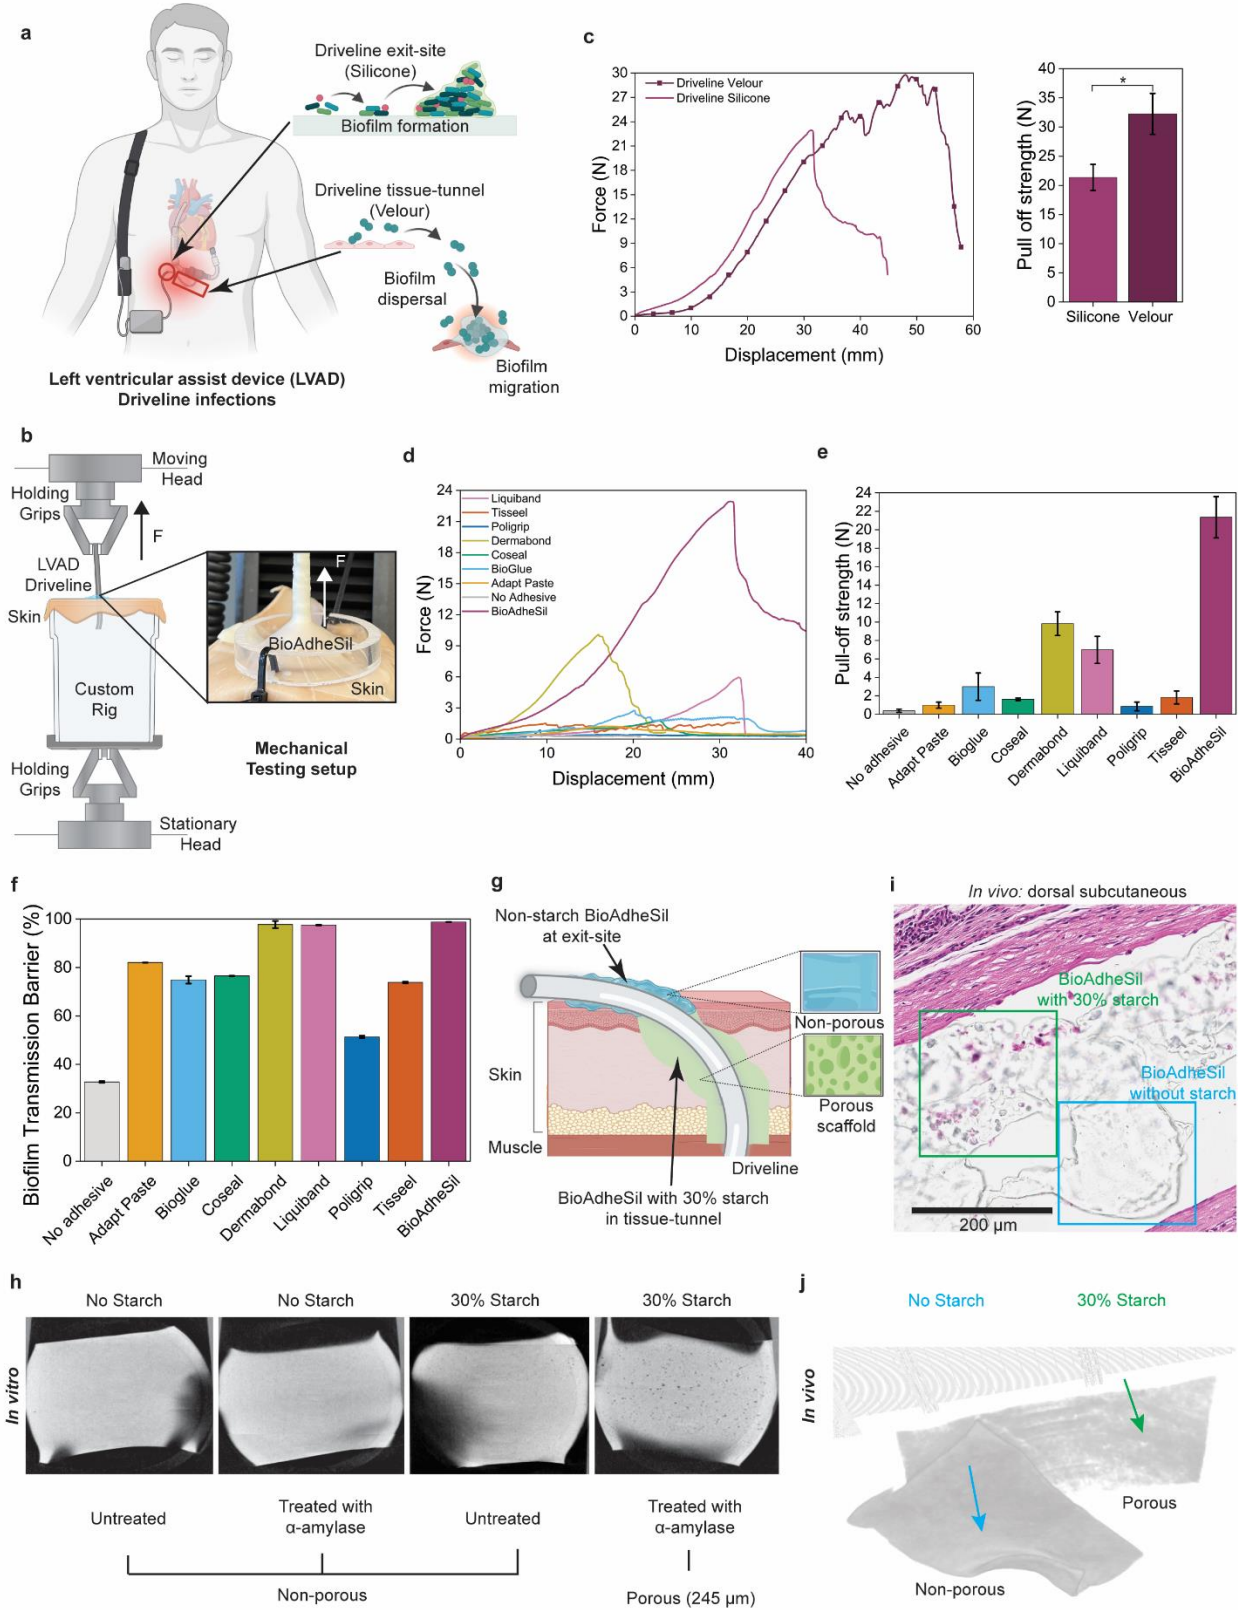 a
Driveline exit-site
(Silicone)
Biofilm formation
Driveline tissue-tunnel
(Velour)
Biofilm
dispersal
Biofilm
migration
Left ventricular assist device (LVAD)
Driveline infections
c
30
27
24
21
18
15
12
9
6
3
0
Force (N)
Driveline Velour
Driveline Silicone
0
10
20
30
40
50
60
Displacement (mm)
40
35
30
25
20
15
10
5
0
Pull off strength (N)
*
Silicone
Velour
b
Moving
Head
Holding
Grips
F
LVAD
Driveline
Skin
Custom
Rig
F
BioAdheSil
Skin
Mechanical
Testing setup
Holding
Grips
Stationary
Head
d
24
21
18
15
12
9
6
3
0
Force (N)
Liquiband
Tisseel
Poligrip
Dermabond
Coseal
BioGlue
Adapt Paste
No Adhesive
BioAdheSil
0
10
20
30
40
Displacement (mm)
e
24
22
20
18
16
14
12
10
8
6
4
2
0
Pull-off strength (N)
No adhesive
Adapt Paste
Bioglue
Coseal
Dermabond
Liquiband
Poligrip
Tisseel
BioAdheSil
f
100
80
60
40
20
0
Biofilm Transmission Barrier (%)
No adhesive
Adapt Paste
Bioglue
Coseal
Dermabond
Liquiband
Poligrip
Tisseel
BioAdheSil
g
Non-starch BioAdheSil
at exit-site
Non-porous
Skin
Porous
scaffold
Muscle
Driveline
BioAdheSil with 30% starch
in tissue-tunnel
i
In vivo: dorsal subcutaneous
BioAdheSil
with 30% starch
BioAdheSil
without starch
200 μm
h
No Starch
No Starch
30% Starch
30% Starch
In vitro
Untreated
Treated with
α-amylase
Untreated
Treated with
α-amylase
Non-porous
Porous (245 μm)
j
No Starch
30% Starch
In vivo
Porous
Non-porous